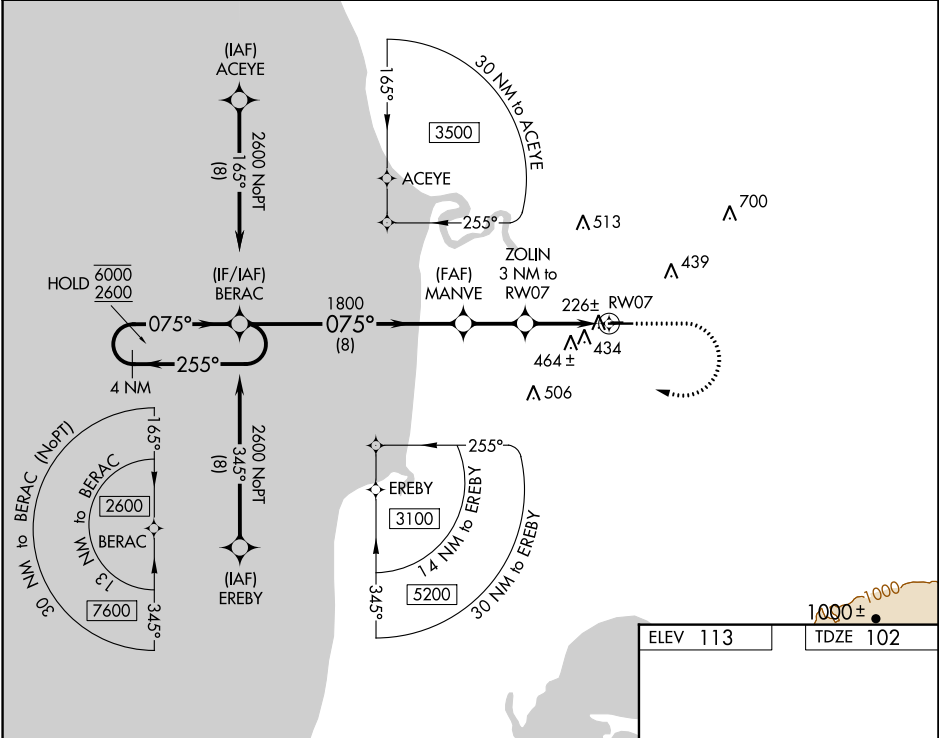 (IAF)
ACEYE
2600 NoPT
165°
(8)
165°
30 NM to ACEYE
3500
ACEYE
255°
513
700
439
HOLD 6000
2600
(IF/IAF)
BERAC
075°
255°
4 NM
1800
075°
(8)
(FAF)
MANVE
ZOLIN
3 NM to
RW07
226±
RW07
434
464 ±
506
30 NM to BERAC (NoPT)
13 NM to BERAC
165°
2600
BERAC
7600
345°
2600 NoPT
345°
(8)
(IAF)
EREBY
255°
EREBY
3100
14 NM to EREBY
5200
30 NM to EREBY
345°
1000
1000 ±
ELEV 113
TDZE 102